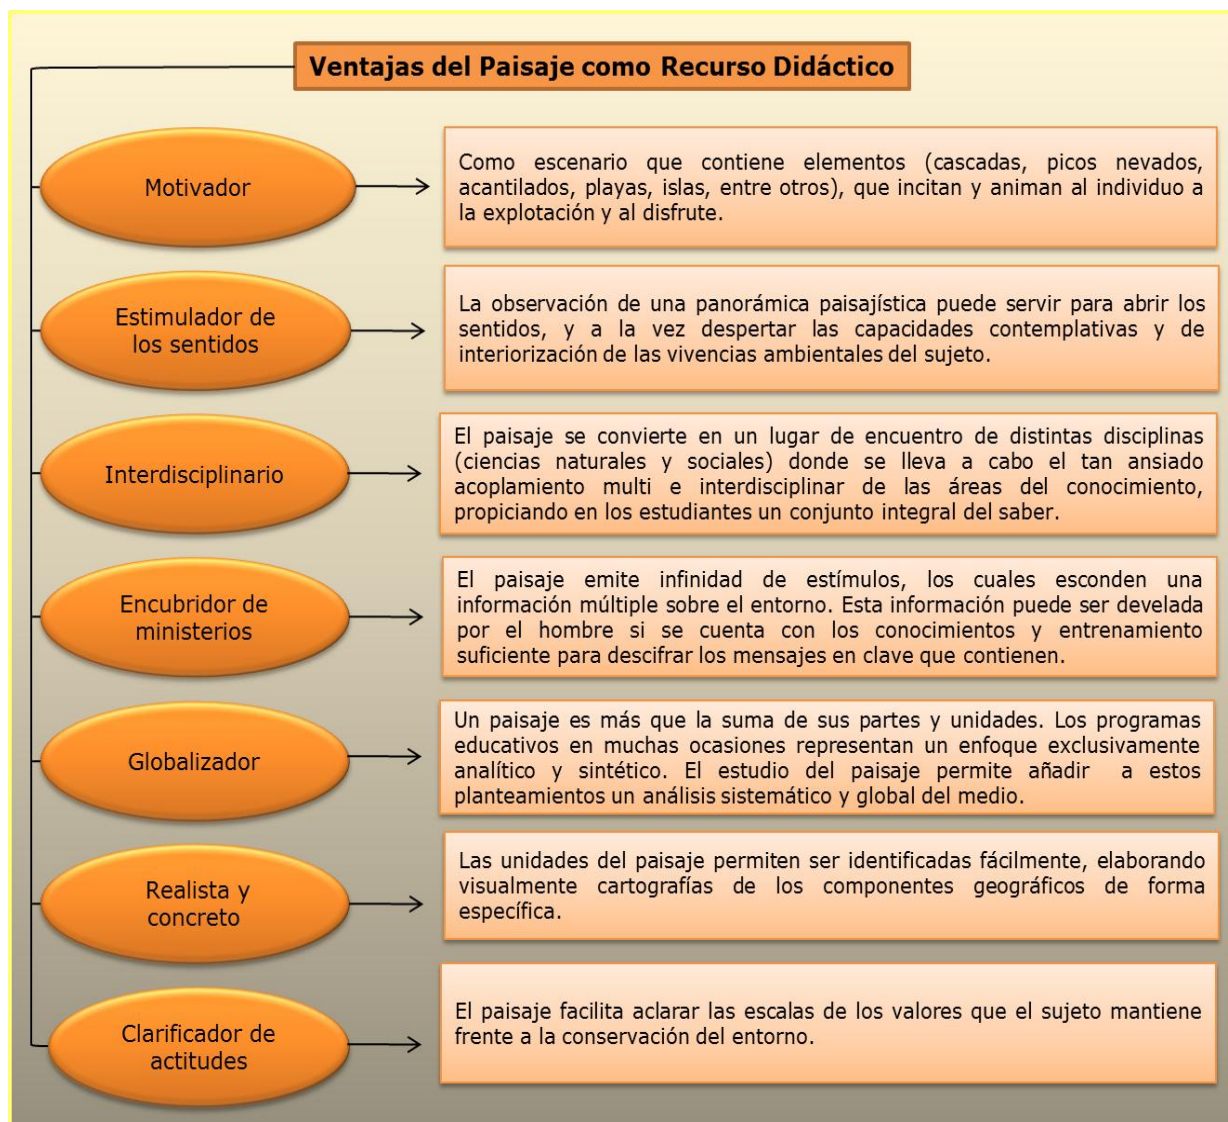 Ventajas del Paisaje como Recurso Didáctico
Motivador
Como escenario que contiene elementos (cascadas, picos nevados,
acantilados, playas, islas, entre otros), que incitan y animan al individuo a
la explotación y al disfrute.
Estimulador de
los sentidos
La observación de una panorámica paisajística puede servir para abrir los
sentidos, y a la vez despertar las capacidades contemplativas y de
interiorización de las vivencias ambientales del sujeto.
Interdisciplinario
El paisaje se convierte en un lugar de encuentro de distintas disciplinas
(ciencias naturales y sociales) donde se lleva a cabo el tan ansiado
acoplamiento multi e interdisciplinar de las áreas del conocimiento,
propiciando en los estudiantes un conjunto integral del saber.
Encubridor de
ministerios
El paisaje emite infinidad de estímulos, los cuales esconden una
información múltiple sobre el entorno. Esta información puede ser develada
por el hombre si se cuenta con los conocimientos y entrenamiento
suficiente para descifrar los mensajes en clave que contienen.
Globalizador
Un paisaje es más que la suma de sus partes y unidades. Los programas
educativos en muchas ocasiones representan un enfoque exclusivamente
analítico y sintético. El estudio del paisaje permite añadir a estos
planteamientos un análisis sistemático y global del medio.
Realista y
concreto
Las unidades del paisaje permiten ser identificadas fácilmente, elaborando
visualmente cartografías de los componentes geográficos de forma
específica.
Clarificador de
actitudes
El paisaje facilita aclarar las escalas de los valores que el sujeto mantiene
frente a la conservación del entorno.